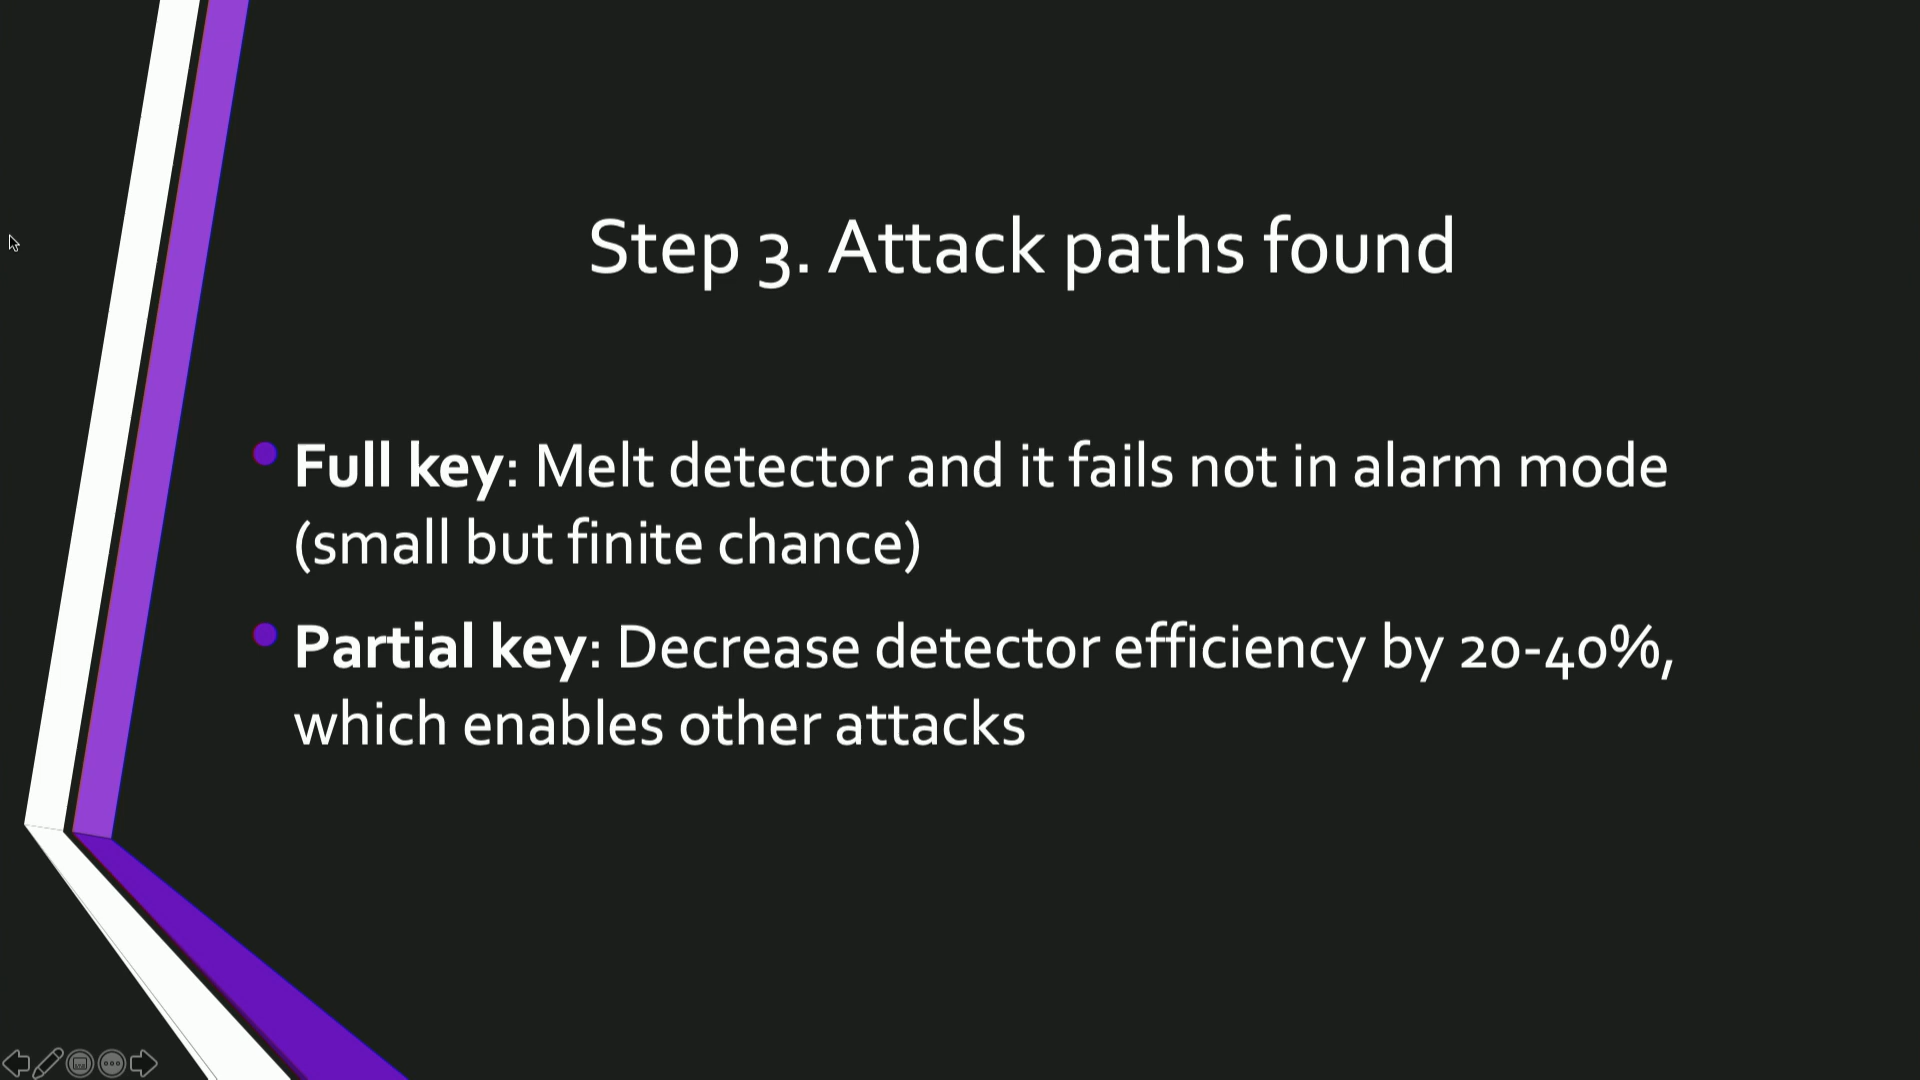 Step 3. Attack paths found
Full key: Melt detector and it fails not in alarm mode
(small but finite chance)
Partial key: Decrease detector efficiency by 20-40%,
which enables other attacks